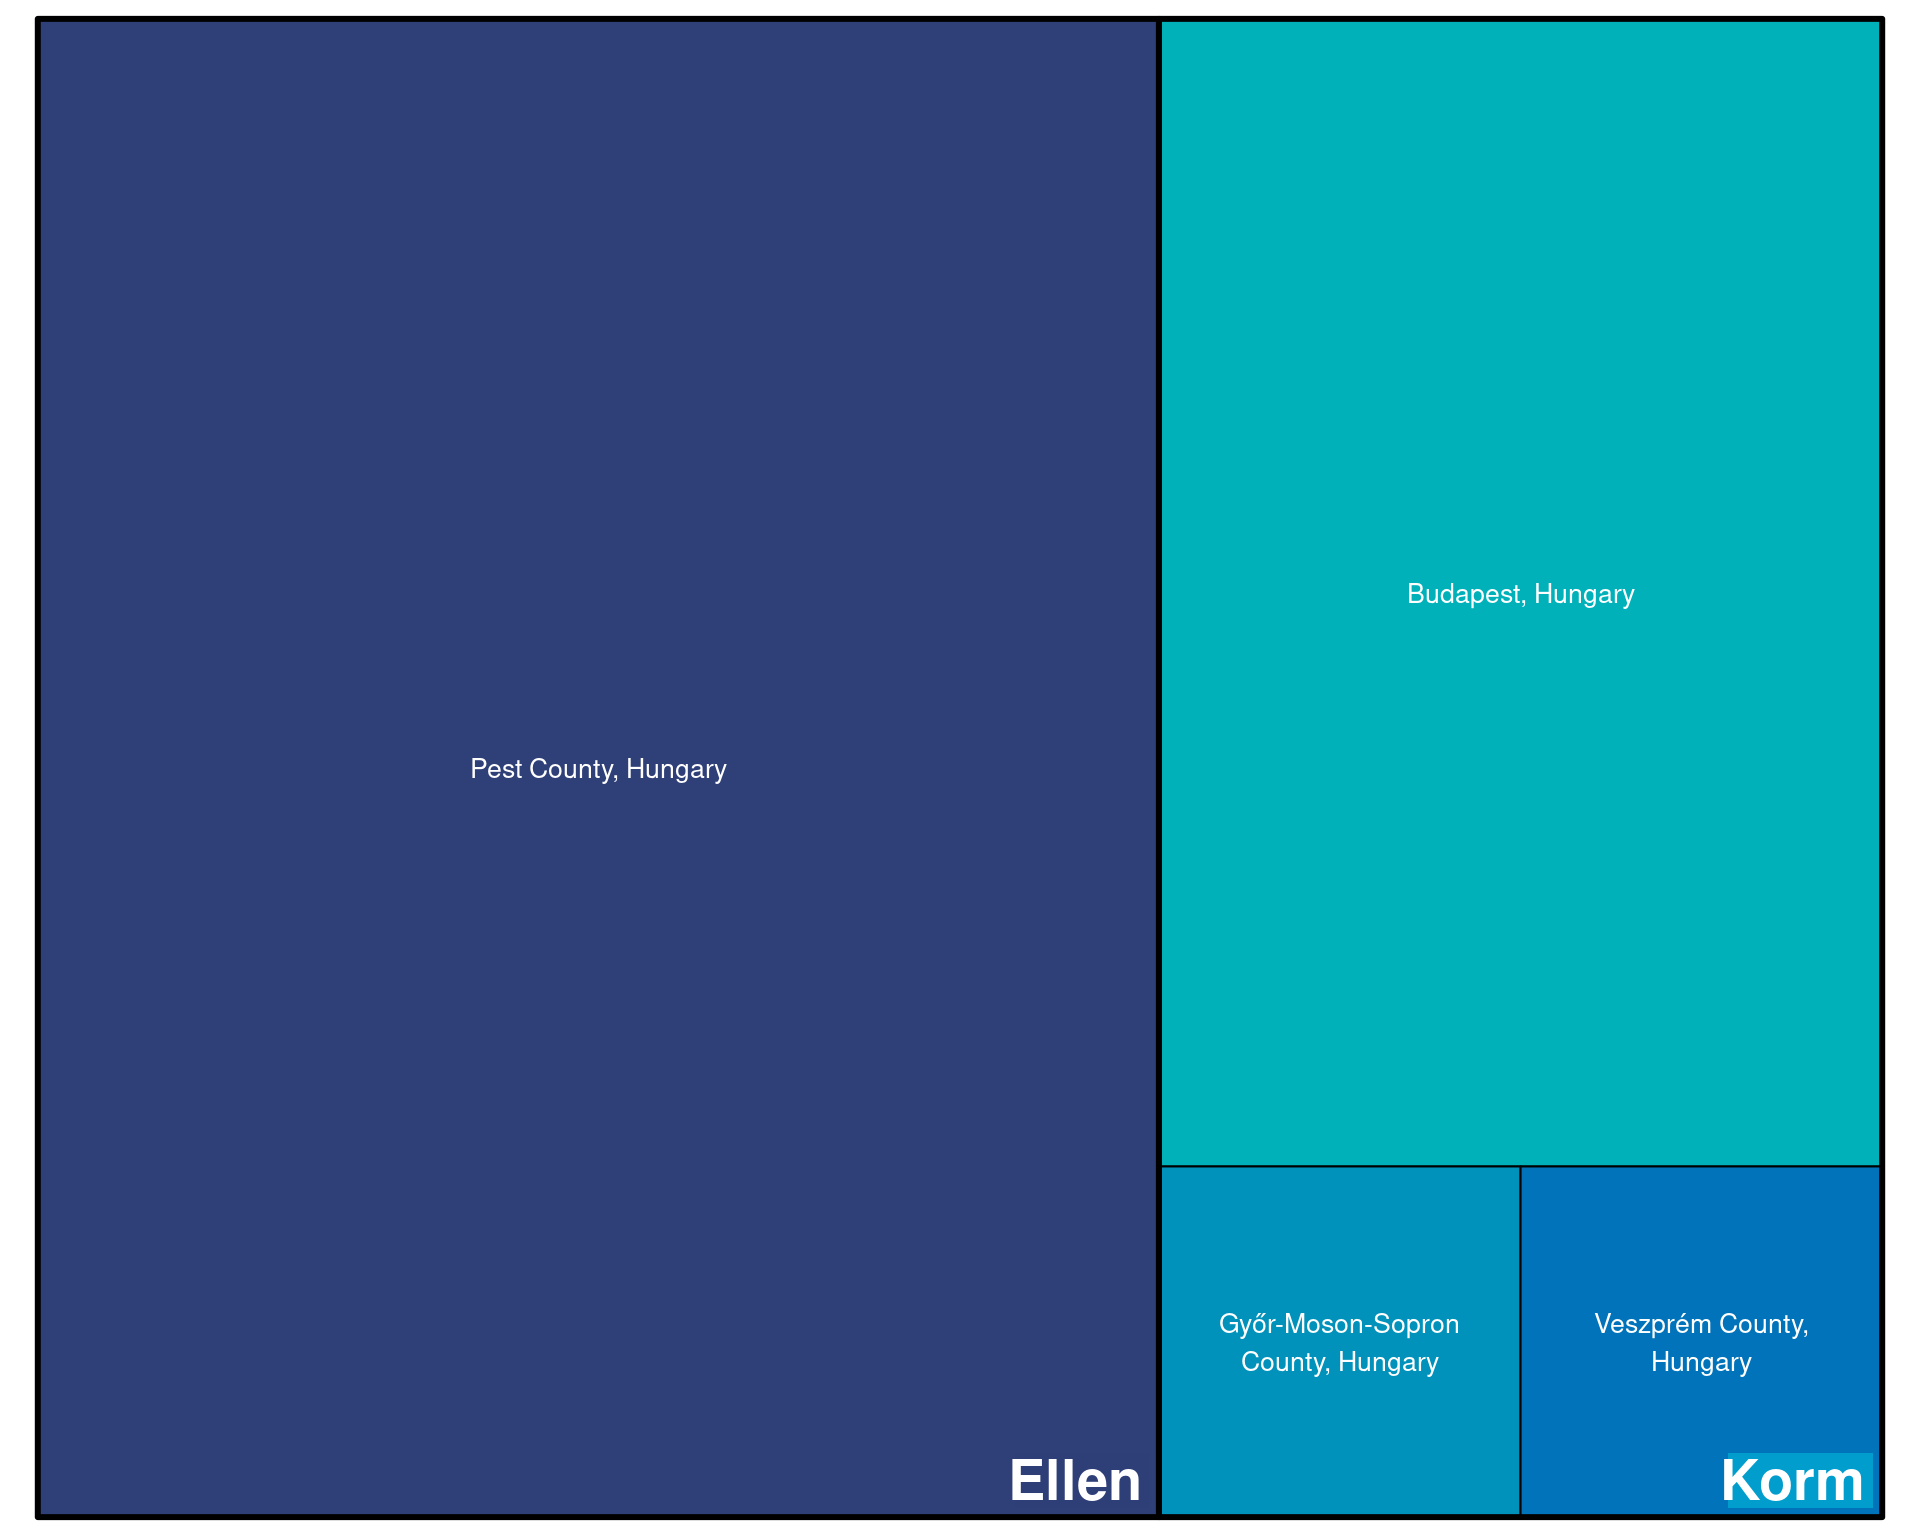 Budapest, Hungary
Pest County, Hungary
Győr-Moson-Sopron
County, Hungary
Veszprém County,
Hungary
Ellen
Korm